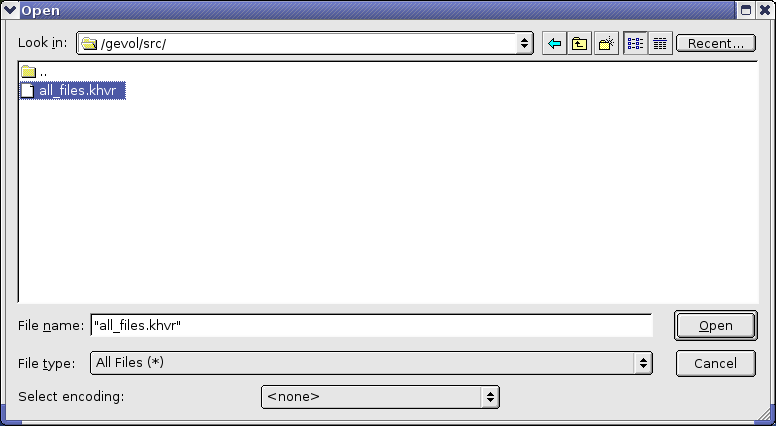 Open
Look in: /gevol/src/ Recent...
..
all_files.khvr
File name: "all_files.khvr" Open
File type: All Files (*) Cancel
Select encoding: <none>